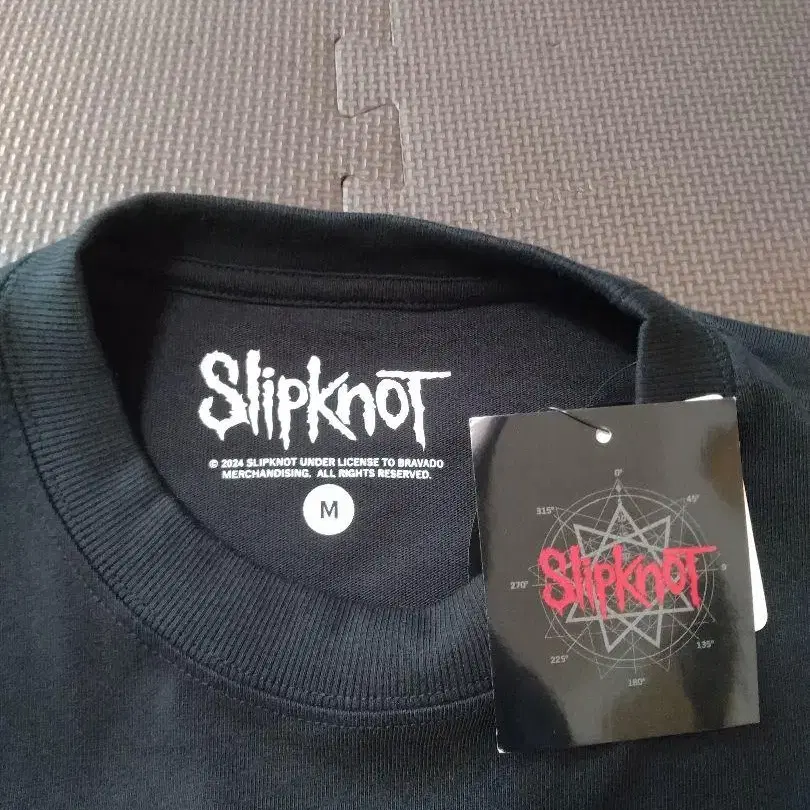 Slipknot
© 2024 SLIPKNOT UNDER LICENSE TO BRAVADO
MERCHANDISING. ALL RIGHTS RESERVED.
M
0°
315°
45°
Slipknot
270°
9
225°
135°
180°